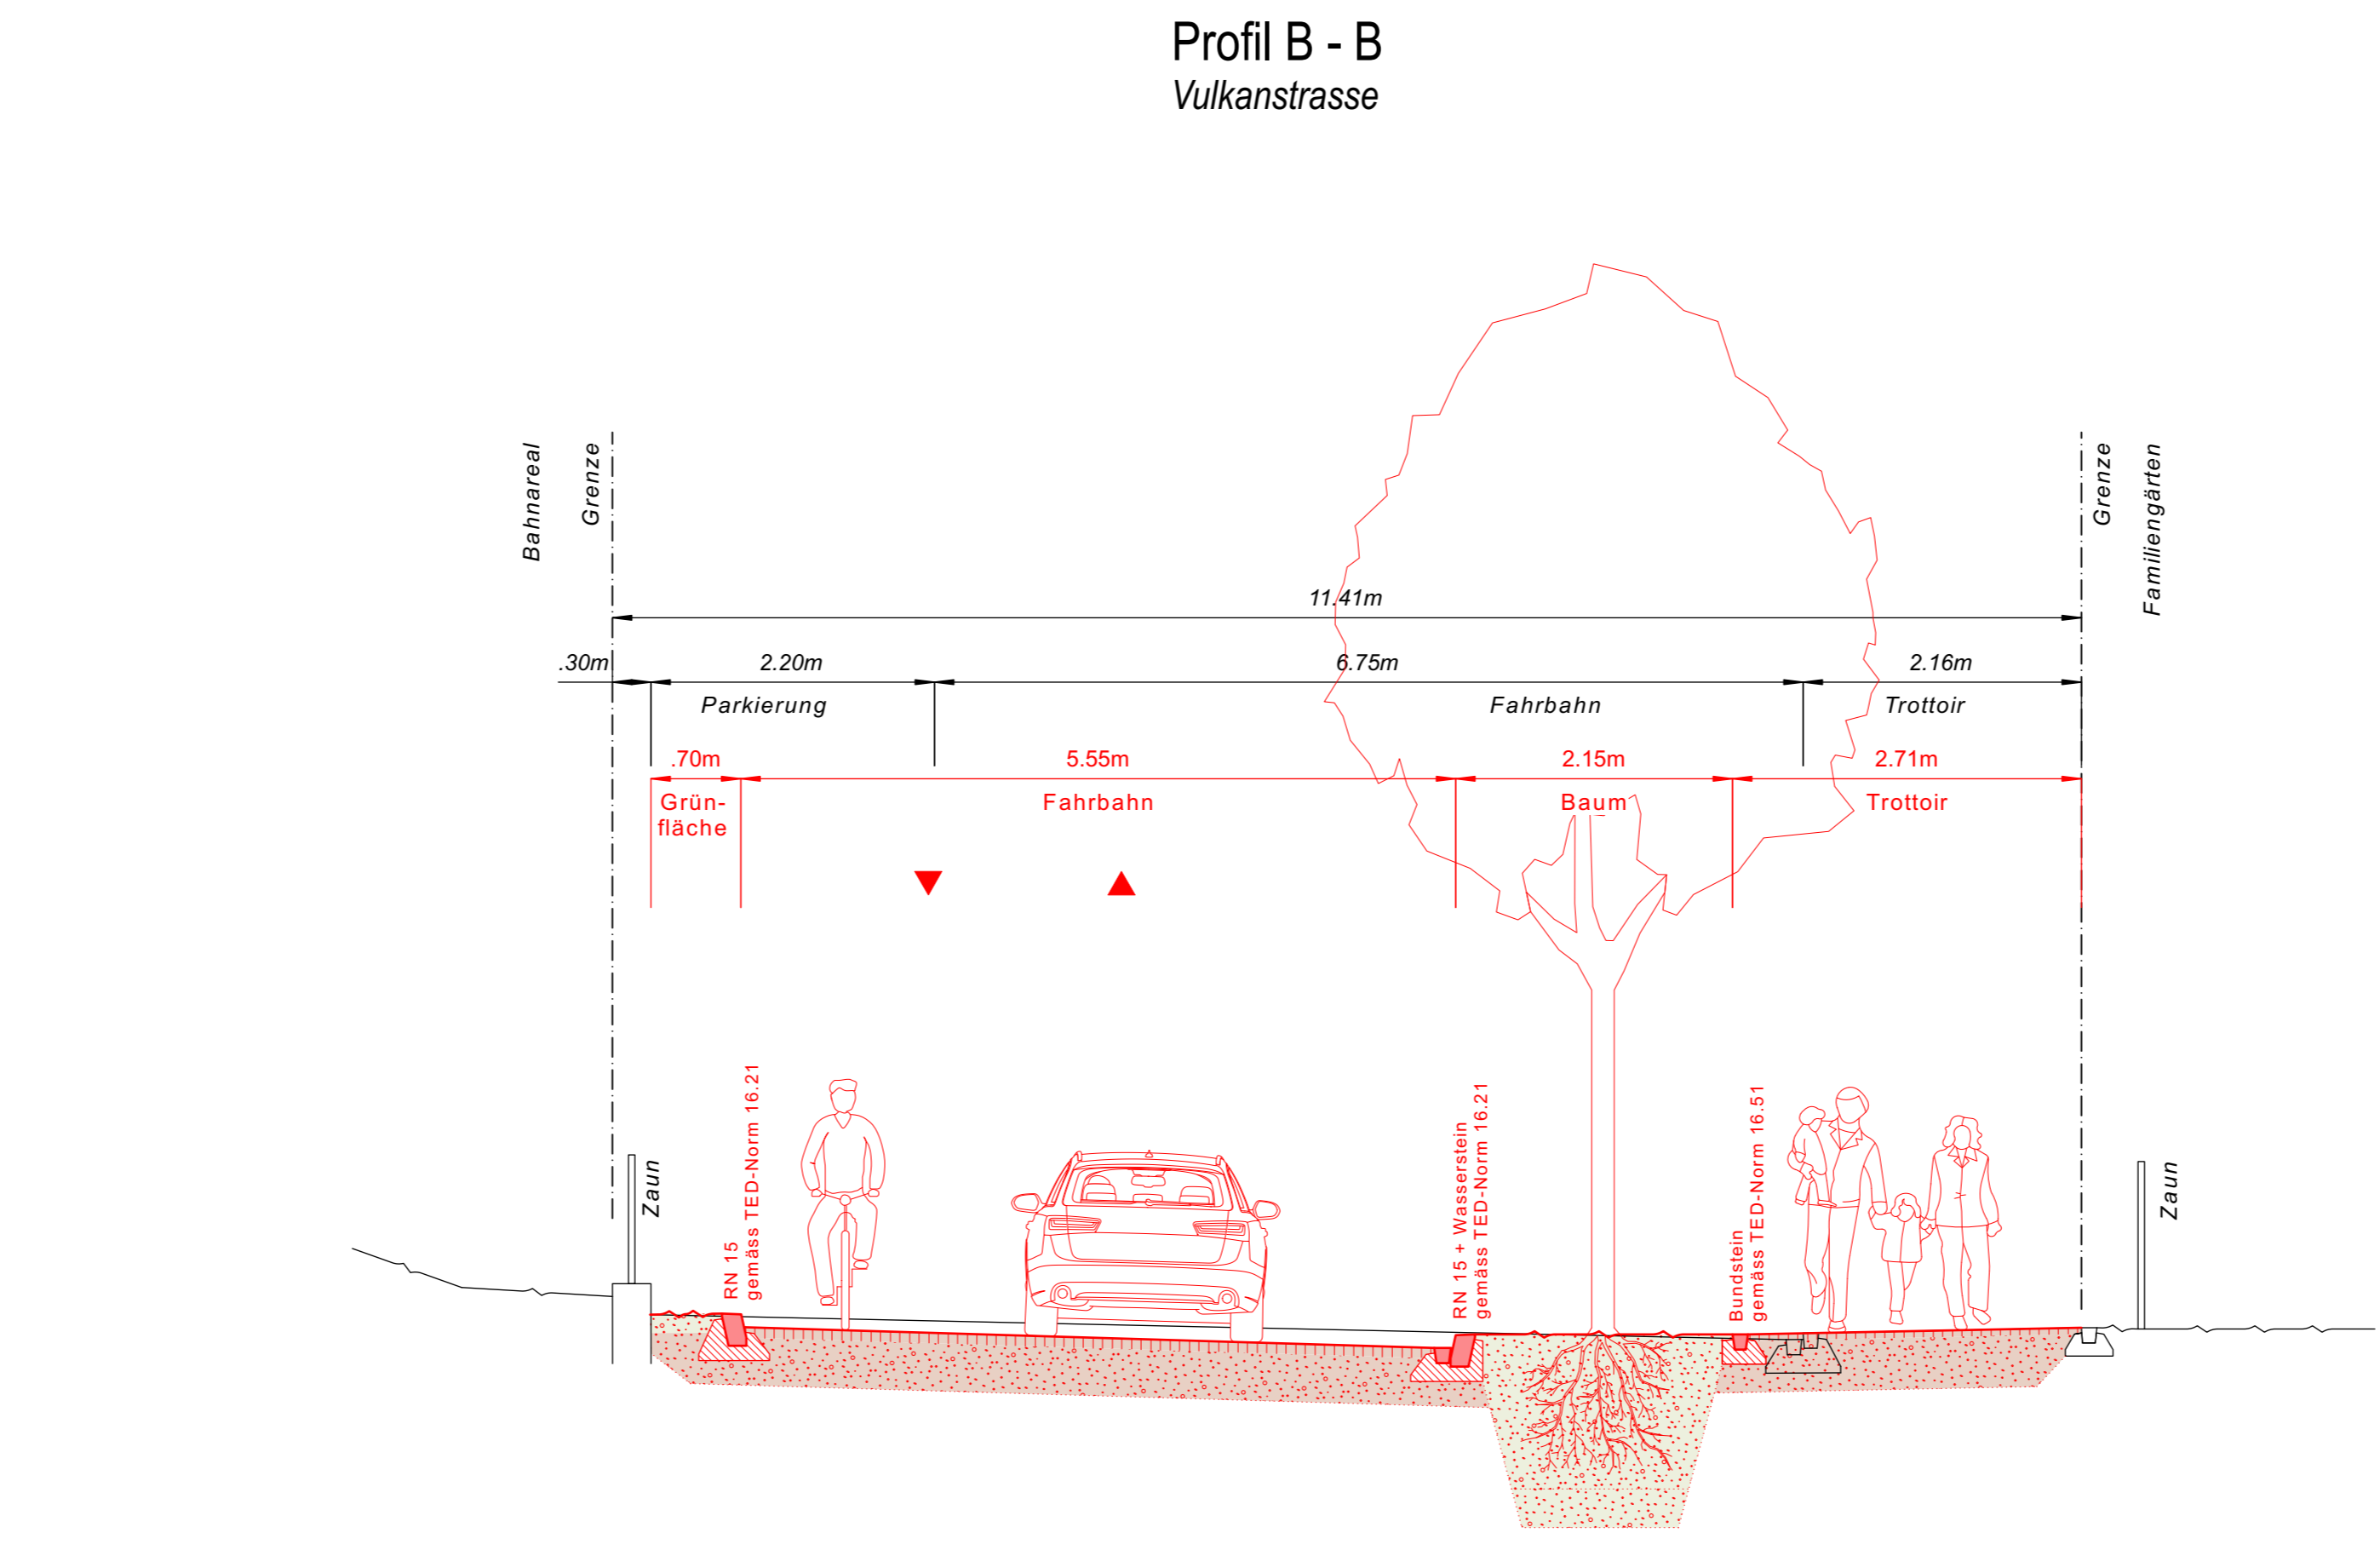 Profil B - B
Vulkanstrasse
Bahnareal
Grenze
Grenze
Familiengärten
11.41m
.30m
2.20m
6.75m
2.16m
Parkierung
Fahrbahn
Trottoir
.70m
5.55m
2.15m
2.71m
Grün-
fläche
Fahrbahn
Baum
Trottoir
Zaun
RN 15
gemäss TED-Norm 16.21
RN 15 + Wasserstein
gemäss TED-Norm 16.21
Bundstein
gemäss TED-Norm 16.51
Zaun